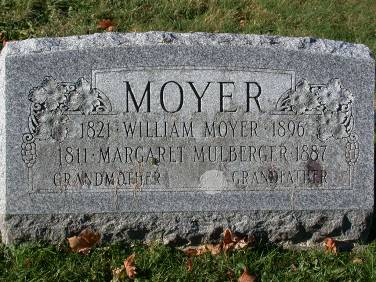 MOYER
1821 · WILLIAM MOYER · 1896
1811 · MARGARET MULBERGER · 1887
GRANDMOTHER GRANDFATHER